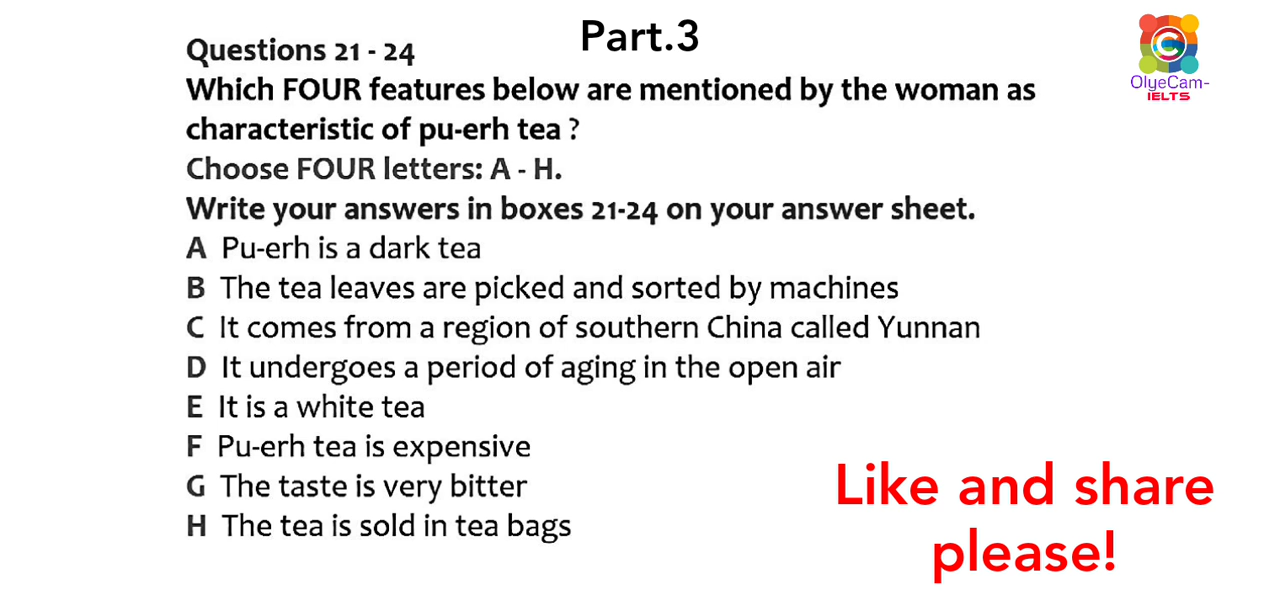 Part.3
OlyeCam-
IELTS
Questions 21 - 24
Which FOUR features below are mentioned by the woman as
characteristic of pu-erh tea ?
Choose FOUR letters: A - H.
Write your answers in boxes 21-24 on your answer sheet.
A Pu-erh is a dark tea
B The tea leaves are picked and sorted by machines
C It comes from a region of southern China called Yunnan
D It undergoes a period of aging in the open air
E It is a white tea
F Pu-erh tea is expensive
G The taste is very bitter
H The tea is sold in tea bags
Like and share
please!